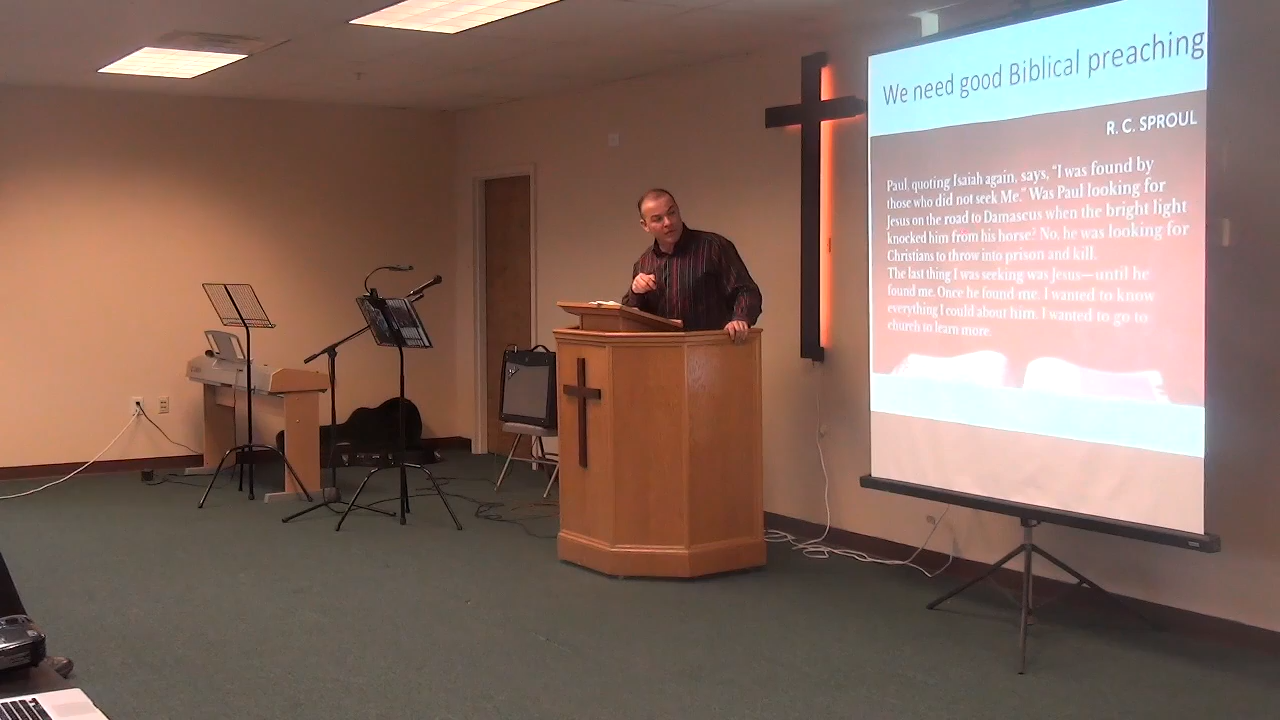 We need good Biblical preaching
R. C. SPROUL
Paul, quoting Isaiah again, says, "I was found by
those who did not seek Me." Was Paul looking for
Jesus on the road to Damascus when the bright light
knocked him from his horse? No, he was looking for
Christians to throw into prison and kill.
The last thing I was seeking was Jesus—until he
found me. Once he found me, I wanted to know
everything I could about him. I wanted to go to
church to learn more.